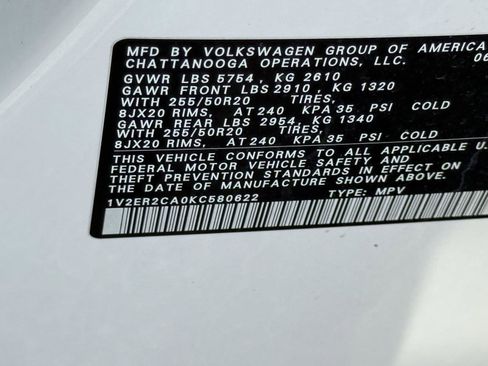 MFD BY VOLKSWAGEN GROUP OF AMERICA
CHATTANOOGA OPERATIONS, LLC. 06
GVWR LBS 5754, KG 2610
GAWR FRONT LBS 2910, KG 1320
WITH 255/50R20 TIRES,
8JX20 RIMS, AT 240 KPA 35 PSI COLD
GAWR REAR LBS 2954, KG 1340
WITH 255/50R20 TIRES,
8JX20 RIMS, AT 240 KPA 35 PSI COLD
THIS VEHICLE CONFORMS TO ALL APPLICABLE U.
FEDERAL MOTOR VEHICLE SAFETY AND
THEFT PREVENTION STANDARDS IN EFFECT ON
THE DATE OF MANUFACTURE SHOWN ABOVE.
1V2ER2CA0KC580622 TYPE: MPV